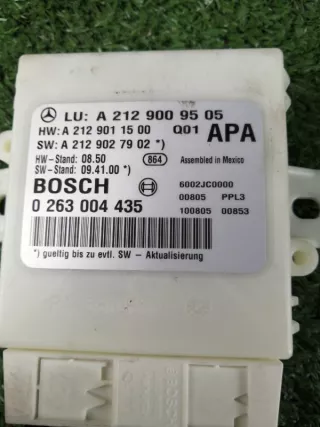 LU: A 212 900 95 05
HW: A 212 901 15 00 Q01 APA
SW: A 212 902 79 02 *)
HW-Stand: 08.50 864 Assembled in Mexico
SW-Stand: 09.41.00 *)
BOSCH 6002JC0000
0 263 004 435 00805 PPL3
100805 00853
*) gueltig bis zu evtl. SW - Aktualisierung